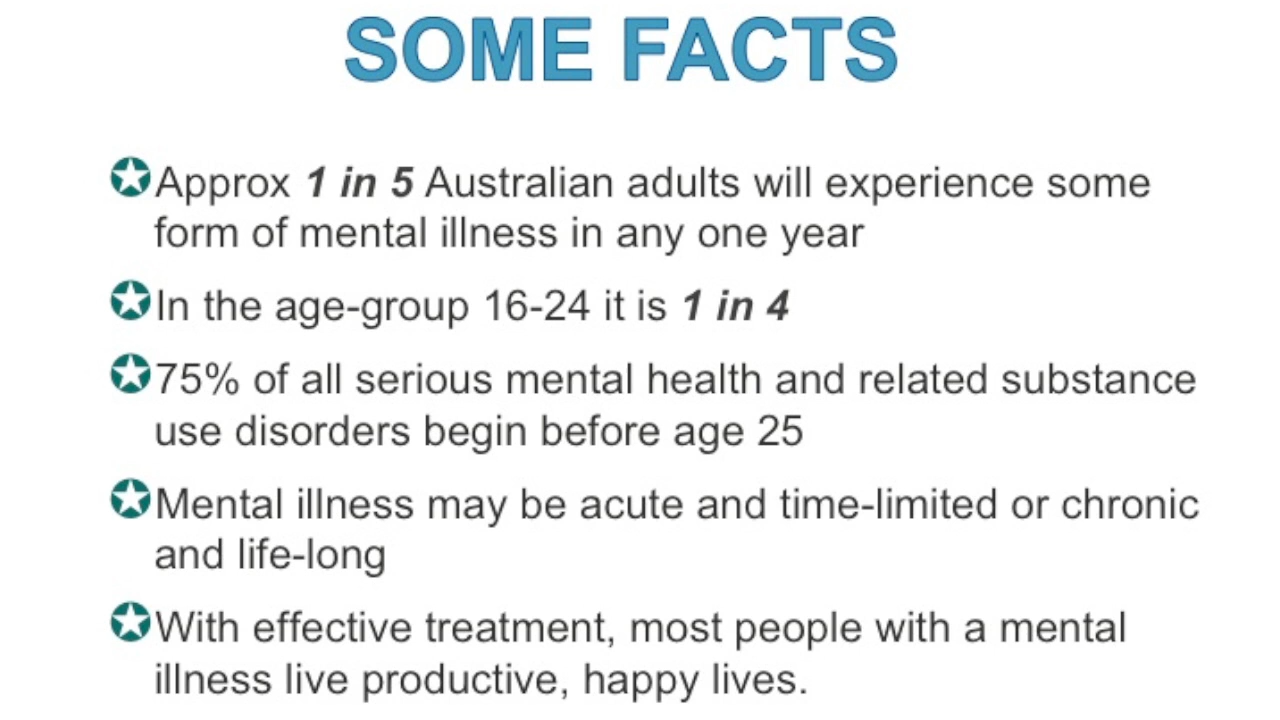 SOME FACTS
Approx 1 in 5 Australian adults will experience some
form of mental illness in any one year
In the age-group 16-24 it is 1 in 4
75% of all serious mental health and related substance
use disorders begin before age 25
Mental illness may be acute and time-limited or chronic
and life-long
With effective treatment, most people with a mental
illness live productive, happy lives.